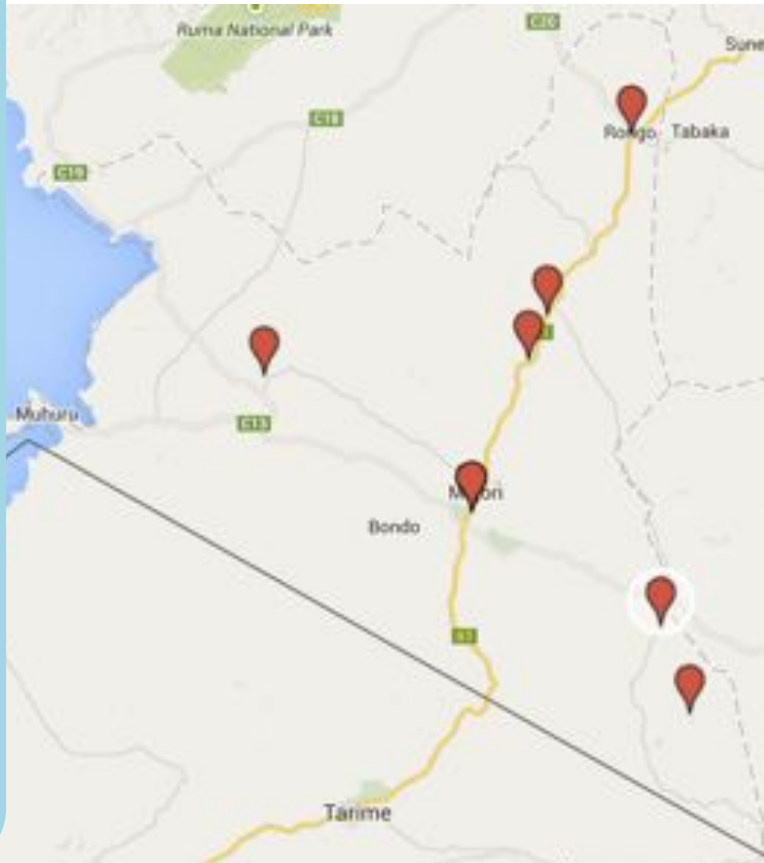 Ruma National Park
C20
Sune
C18
Rongo
Tabaka
C19
Muhuru
C13
Bondo
Tarime